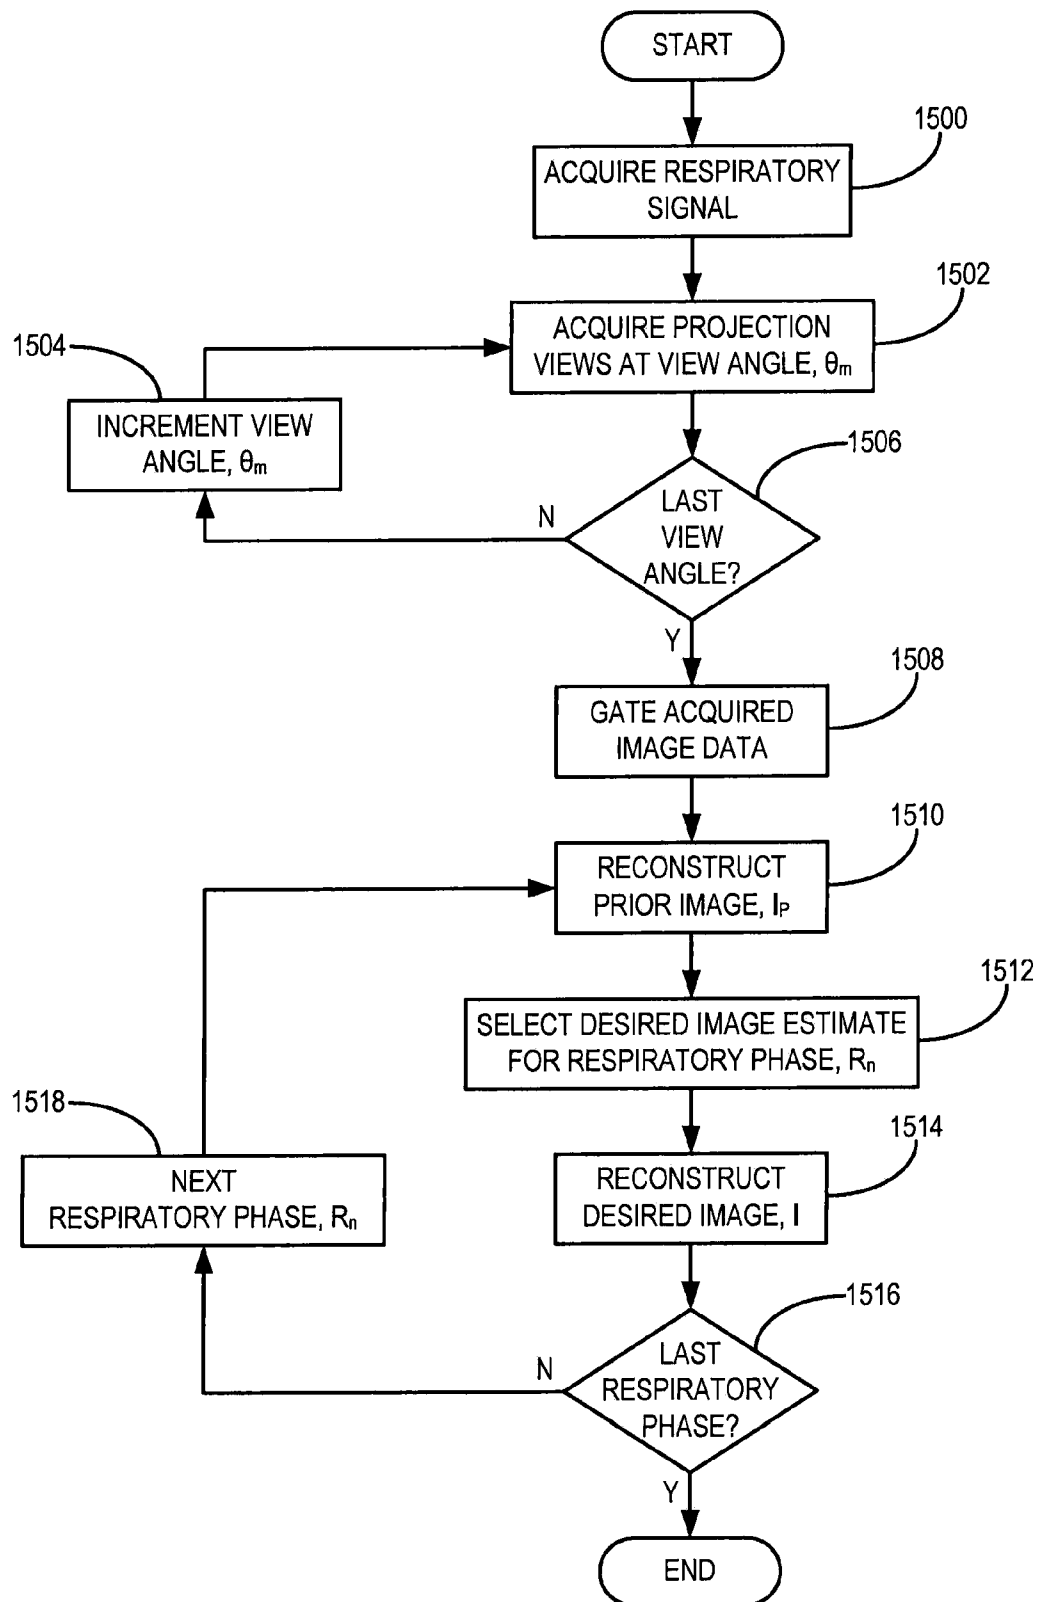 START
1500
ACQUIRE RESPIRATORY
SIGNAL
1502
ACQUIRE PROJECTION
VIEWS AT VIEW ANGLE, θm
1504
INCREMENT VIEW
ANGLE, θm
1506
LAST
VIEW
ANGLE?
N
Y
1508
GATE ACQUIRED
IMAGE DATA
1510
RECONSTRUCT
PRIOR IMAGE, IP
1512
SELECT DESIRED IMAGE ESTIMATE
FOR RESPIRATORY PHASE, Rn
1514
RECONSTRUCT
DESIRED IMAGE, I
1518
NEXT
RESPIRATORY PHASE, Rn
1516
LAST
RESPIRATORY
PHASE?
N
Y
END